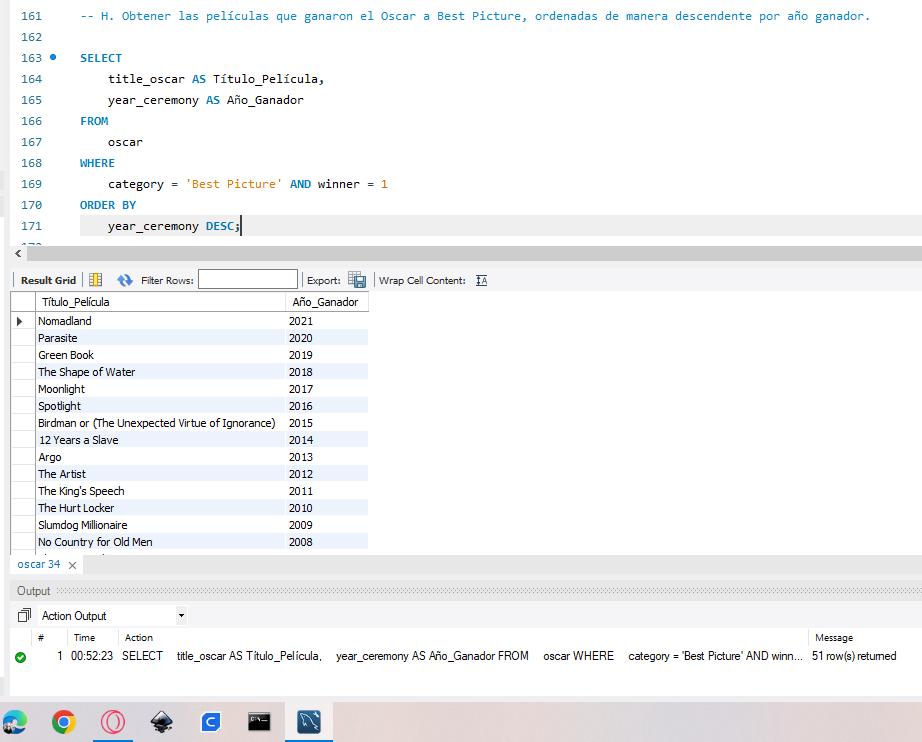 161 -- H. Obtener las películas que ganaron el Oscar a Best Picture, ordenadas de manera descendente por año ganador.
162
163 SELECT
164 title_oscar AS Título_Película,
165 year_ceremony AS Año_Ganador
166 FROM
167 oscar
168 WHERE
169 category = 'Best Picture' AND winner = 1
170 ORDER BY
171 year_ceremony DESC;
Result Grid Filter Rows: Export: Wrap Cell Content:
Título_Película Año_Ganador
Nomadland 2021
Parasite 2020
Green Book 2019
The Shape of Water 2018
Moonlight 2017
Spotlight 2016
Birdman or (The Unexpected Virtue of Ignorance) 2015
12 Years a Slave 2014
Argo 2013
The Artist 2012
The King's Speech 2011
The Hurt Locker 2010
Slumdog Millionaire 2009
No Country for Old Men 2008
oscar 34
Output
Action Output
# Time Action Message
1 00:52:23 SELECT title_oscar AS Título_Película, year_ceremony AS Año_Ganador FROM oscar WHERE category = 'Best Picture' AND winn... 51 row(s) returned